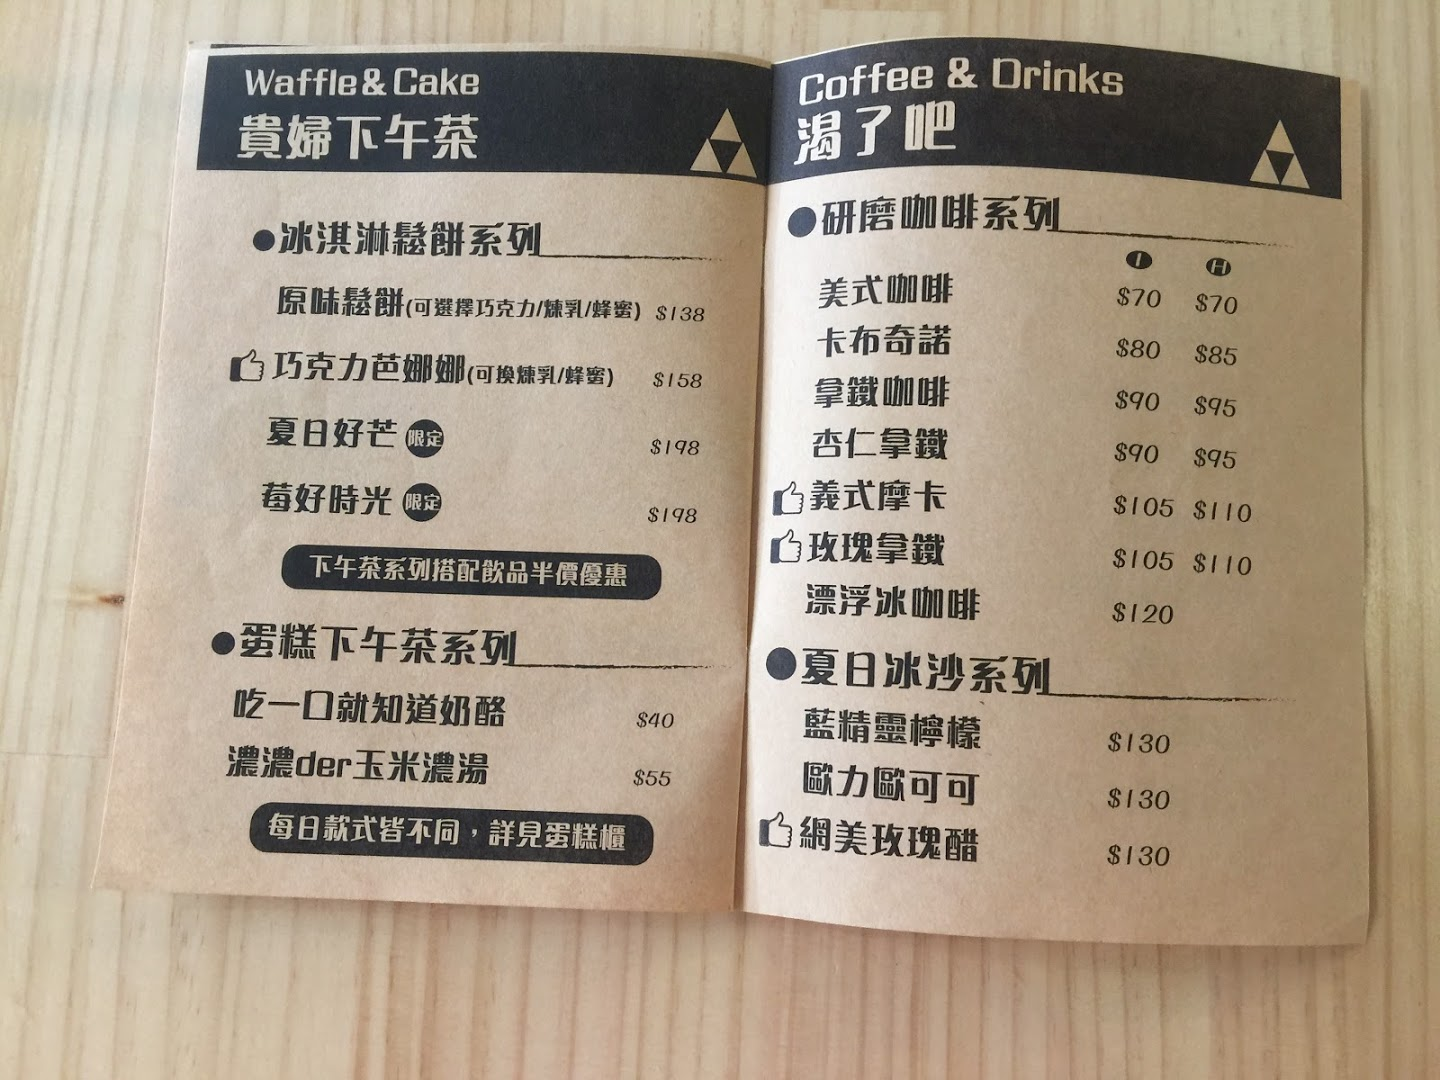 Waffle & Cake
貴婦下午茶
●冰淇淋鬆餅系列
原味鬆餅(可選擇巧克力/煉乳/蜂蜜) $138
巧克力芭娜娜(可換煉乳/蜂蜜) $158
夏日好芒 限定 $198
莓好時光 限定 $198
下午茶系列搭配飲品半價優惠
●蛋糕下午茶系列
吃一口就知道奶酪 $40
濃濃der玉米濃湯 $55
每日款式皆不同，詳見蛋糕櫃
Coffee & Drinks
渴了吧
●研磨咖啡系列
I H
美式咖啡 $70 $70
卡布奇諾 $80 $85
拿鐵咖啡 $90 $95
杏仁拿鐵 $90 $95
義式摩卡 $105 $110
玫瑰拿鐵 $105 $110
漂浮冰咖啡 $120
●夏日冰沙系列
藍精靈檸檬 $130
歐力歐可可 $130
網美玫瑰醋 $130